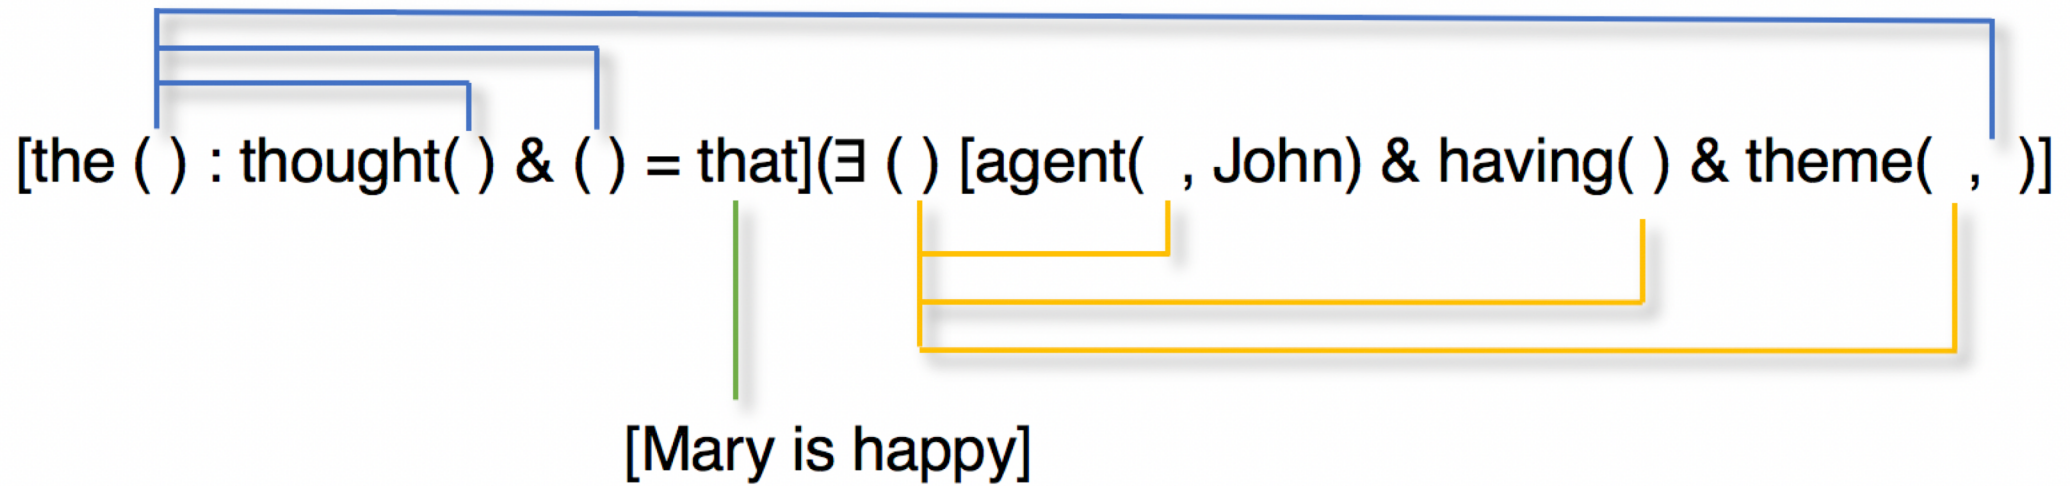 [the ( ) : thought( ) & ( ) = that](∃ ( ) [agent(  , John) & having( ) & theme(  ,  )]
[Mary is happy]